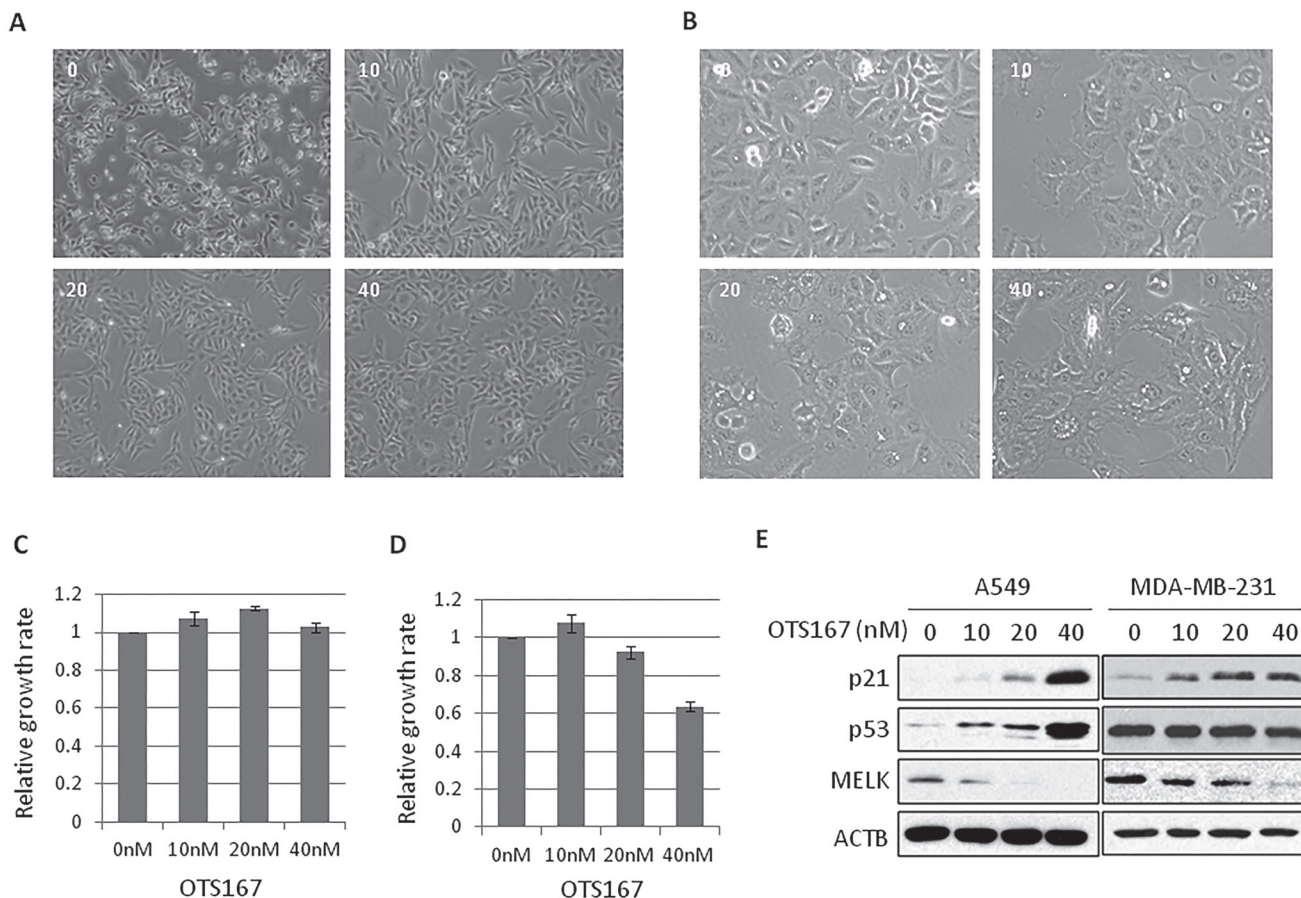 A
B
0
10
0
10
20
40
20
40
C
D
E
Relative growth rate
1.2
1
0.8
0.6
0.4
0.2
0
0nM 10nM 20nM 40nM
OTS167
Relative growth rate
1.2
1
0.8
0.6
0.4
0.2
0
0nM 10nM 20nM 40nM
OTS167
A549 MDA-MB-231
OTS167 (nM) 0 10 20 40 0 10 20 40
p21
p53
MELK
ACTB